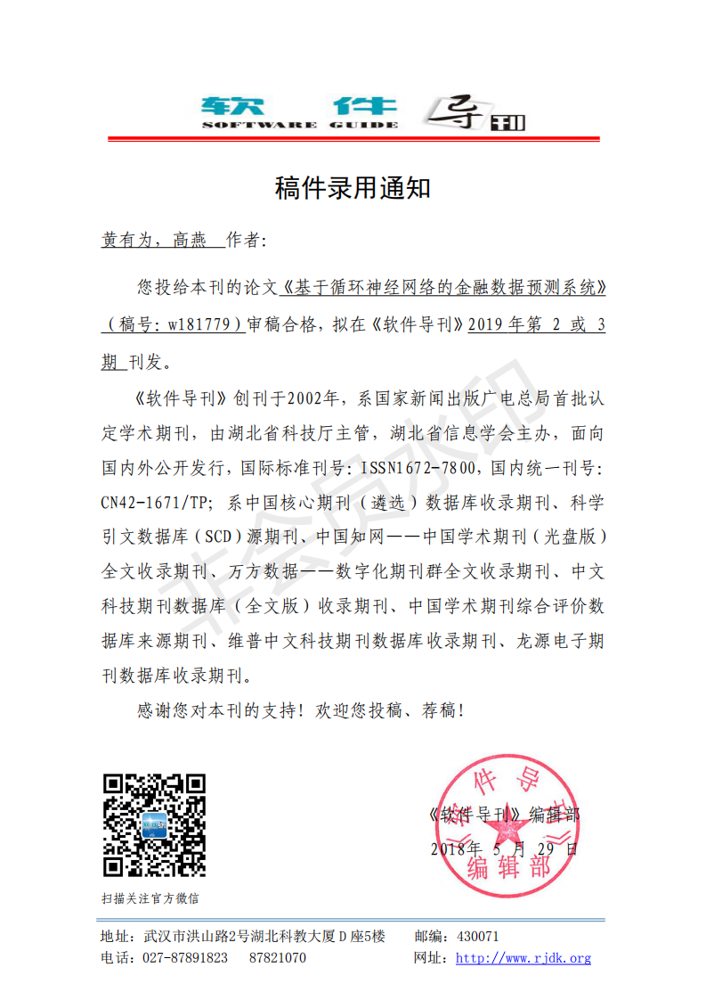 软件导刊
SOFTWARE GUIDE
稿件录用通知
黄有为，高燕 作者：
您投给本刊的论文《基于循环神经网络的金融数据预测系统》
（稿号：w181779）审稿合格，拟在《软件导刊》2019年第 2 或 3
期 刊发。
《软件导刊》创刊于2002年，系国家新闻出版广电总局首批认
定学术期刊，由湖北省科技厅主管，湖北省信息学会主办，面向
国内外公开发行，国际标准刊号：ISSN1672-7800，国内统一刊号：
CN42-1671/TP；系中国核心期刊（遴选）数据库收录期刊、科学
引文数据库（SCD）源期刊、中国知网——中国学术期刊（光盘版）
全文收录期刊、万方数据——数字化期刊群全文收录期刊、中文
科技期刊数据库（全文版）收录期刊、中国学术期刊综合评价数
据库来源期刊、维普中文科技期刊数据库收录期刊、龙源电子期
刊数据库收录期刊。
感谢您对本刊的支持！欢迎您投稿、荐稿！
非会员水印
《软件导刊》编辑部
2018年 5 月 29 日
《软件导刊》
编辑部
软件导刊
扫描关注官方微信
地址：武汉市洪山路2号湖北科教大厦D座5楼 邮编：430071
电话：027-87891823 87821070 网址：http://www.rjdk.org